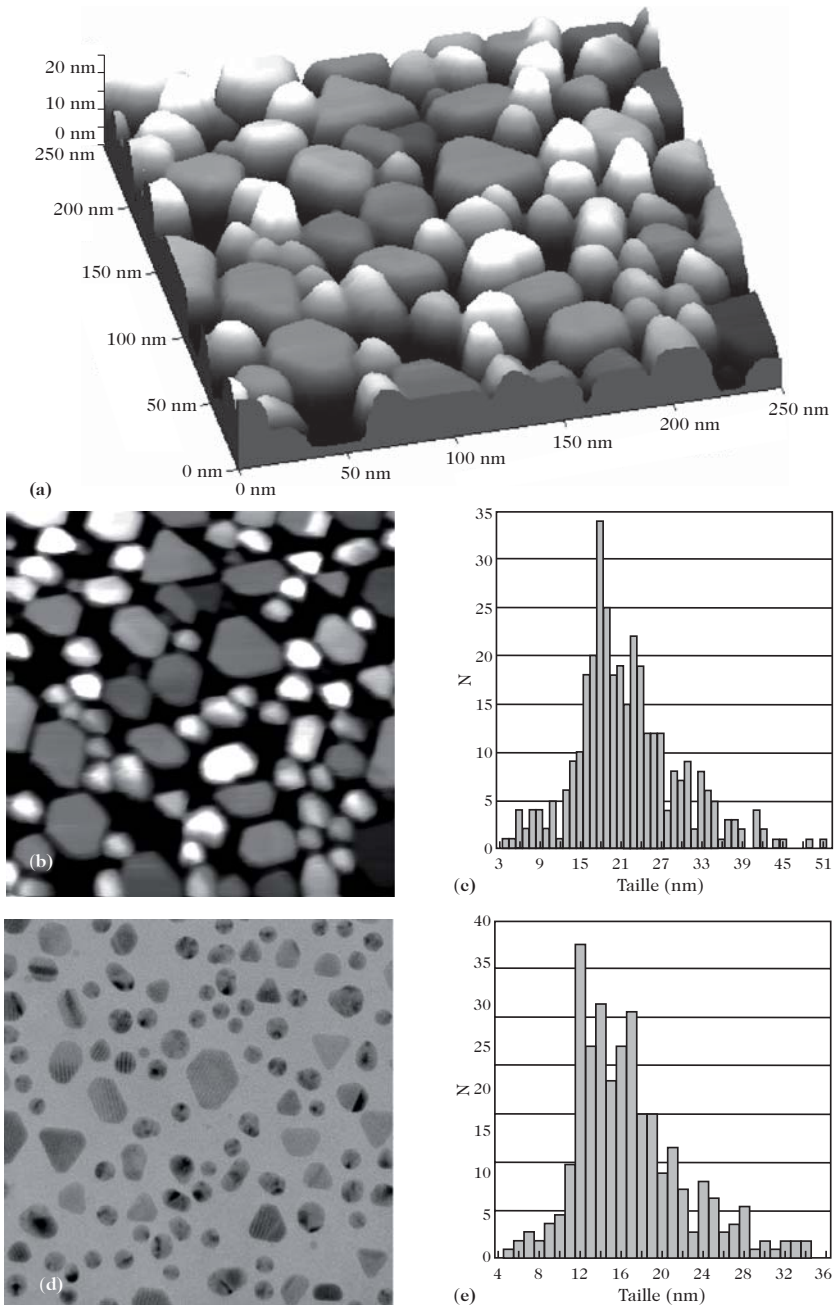 20 nm
10 nm
0 nm
250 nm
200 nm
150 nm
100 nm
50 nm
0 nm
0 nm
50 nm
100 nm
150 nm
200 nm
250 nm
(a)
(b)
35
30
25
20
15
10
5
0
N
3 9 15 21 27 33 39 45 51
Taille (nm)
(c)
(d)
40
35
30
25
20
15
10
5
0
N
4 8 12 16 20 24 28 32 36
Taille (nm)
(e)